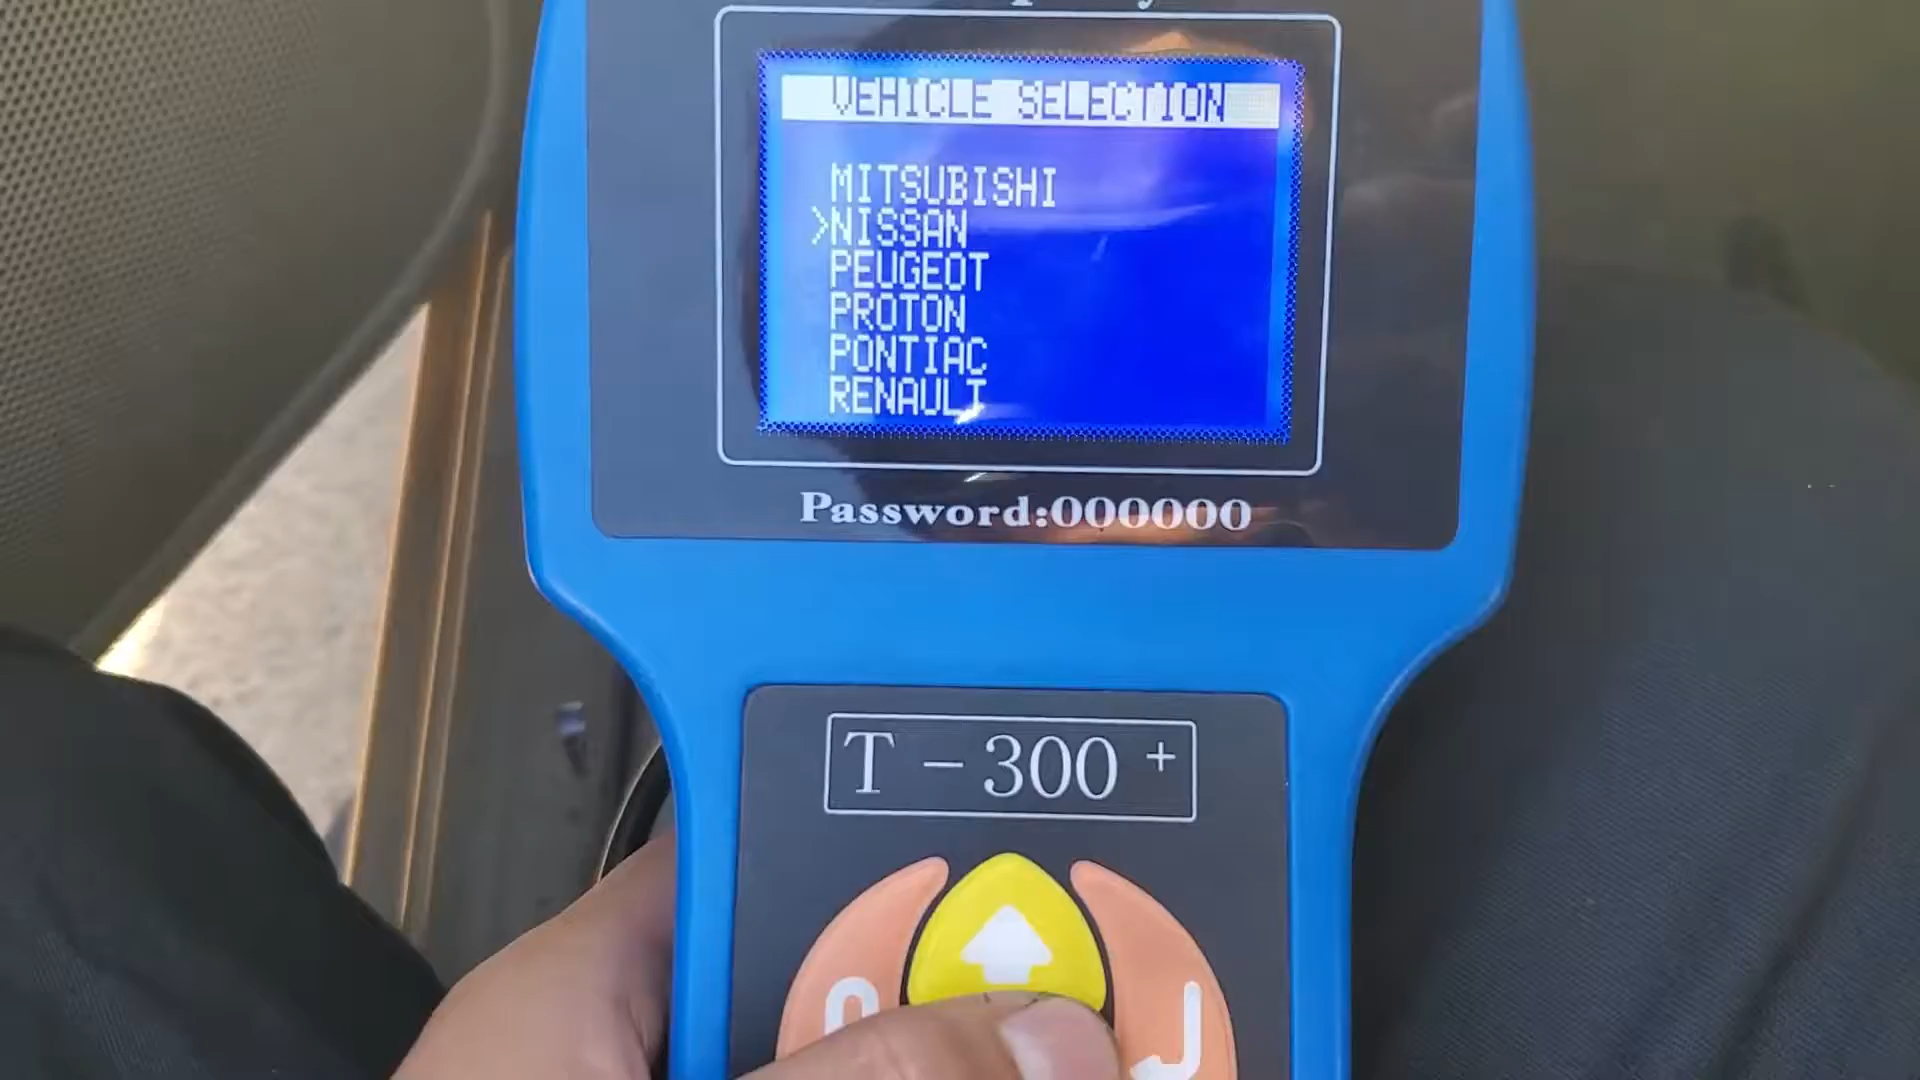 VEHICLE SELECTION
MITSUBISHI
>NISSAN
PEUGEOT
PROTON
PONTIAC
RENAULT
Password:000000
T-300+